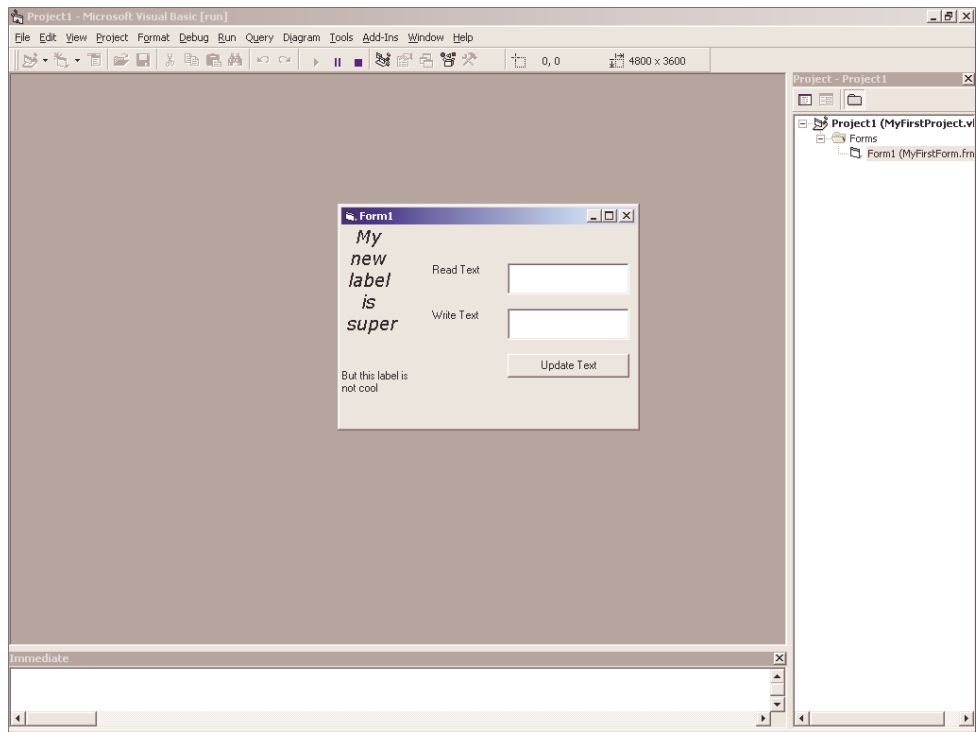 Project1 - Microsoft Visual Basic [run]
File Edit View Project Format Debug Run Query Diagram Tools Add-Ins Window Help
0, 0 4800 x 3600
Project - Project1
Project1 (MyFirstProject.v
Forms
Form1 (MyFirstForm.frn
Form1
My
new
label
is
super
Read Text
Write Text
Update Text
But this label is
not cool
Immediate